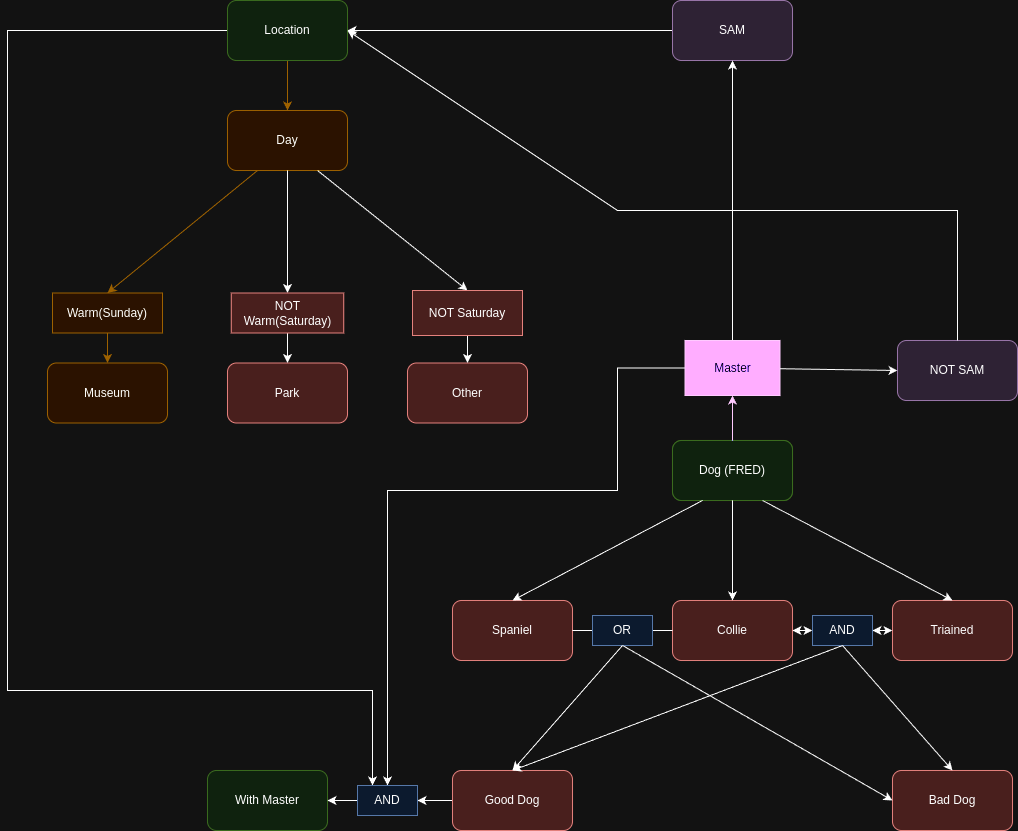 Location
SAM
Day
Warm(Sunday)
NOT
Warm(Saturday)
NOT Saturday
Master
NOT SAM
Museum
Park
Other
Dog (FRED)
Spaniel
OR
Collie
AND
Triained
With Master
AND
Good Dog
Bad Dog